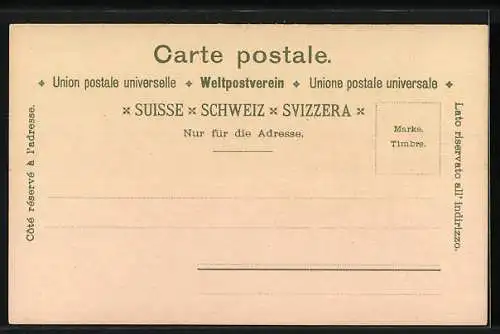 Carte postale.
✦ Union postale universelle ✦ Weltpostverein ✦ Unione postale universale ✦
× SUISSE × SCHWEIZ × SVIZZERA ×
Nur für die Adresse.
Marke.
Timbre.
Côté réservé à l'adresse.
Lato riservato all' indirizzo.